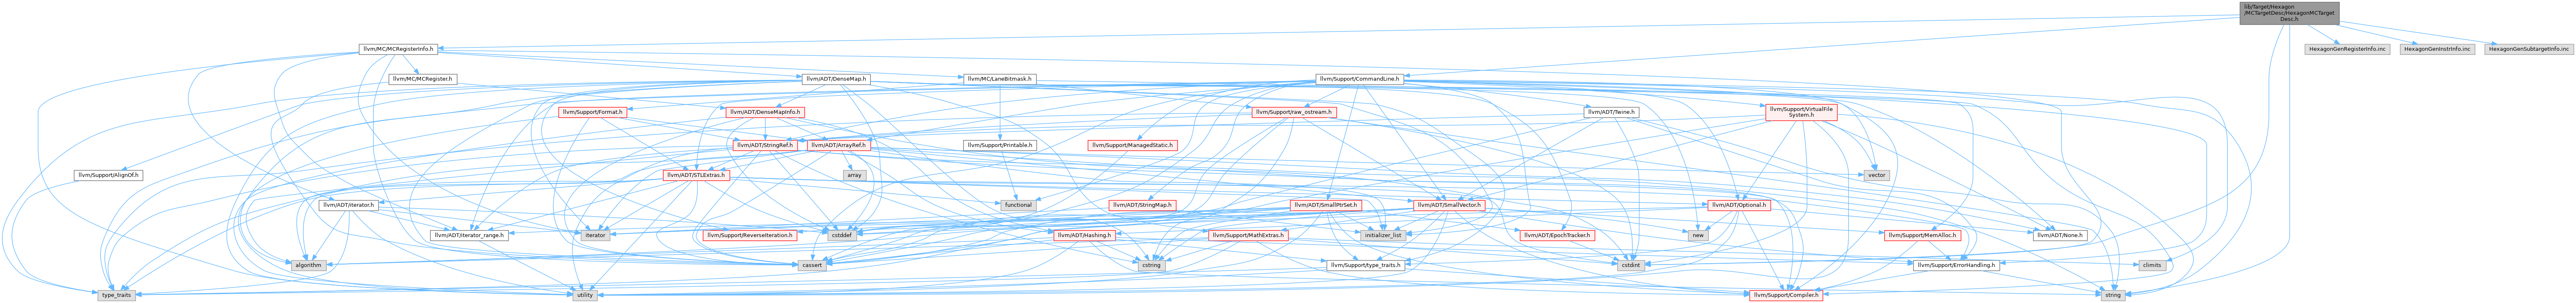 lib/Target/Hexagon
/MCTargetDesc/HexagonMCTarget
Desc.h
llvm/MC/MCRegisterInfo.h
HexagonGenRegisterInfo.inc
HexagonGenInstrInfo.inc
HexagonGenSubtargetInfo.inc
llvm/MC/MCRegister.h
llvm/ADT/DenseMap.h
llvm/MC/LaneBitmask.h
llvm/Support/CommandLine.h
llvm/Support/Format.h
llvm/ADT/DenseMapInfo.h
llvm/Support/raw_ostream.h
llvm/ADT/Twine.h
llvm/Support/VirtualFile
System.h
llvm/ADT/StringRef.h
llvm/ADT/ArrayRef.h
llvm/Support/Printable.h
llvm/Support/ManagedStatic.h
llvm/Support/AlignOf.h
llvm/ADT/STLExtras.h
array
vector
llvm/ADT/iterator.h
functional
llvm/ADT/StringMap.h
llvm/ADT/SmallPtrSet.h
llvm/ADT/SmallVector.h
llvm/ADT/Optional.h
llvm/ADT/iterator_range.h
iterator
llvm/Support/ReverseIteration.h
cstddef
llvm/ADT/Hashing.h
llvm/Support/MathExtras.h
initializer_list
llvm/ADT/EpochTracker.h
new
llvm/Support/MemAlloc.h
llvm/ADT/None.h
algorithm
cassert
cstring
llvm/Support/type_traits.h
cstdint
llvm/Support/ErrorHandling.h
climits
type_traits
utility
llvm/Support/Compiler.h
string